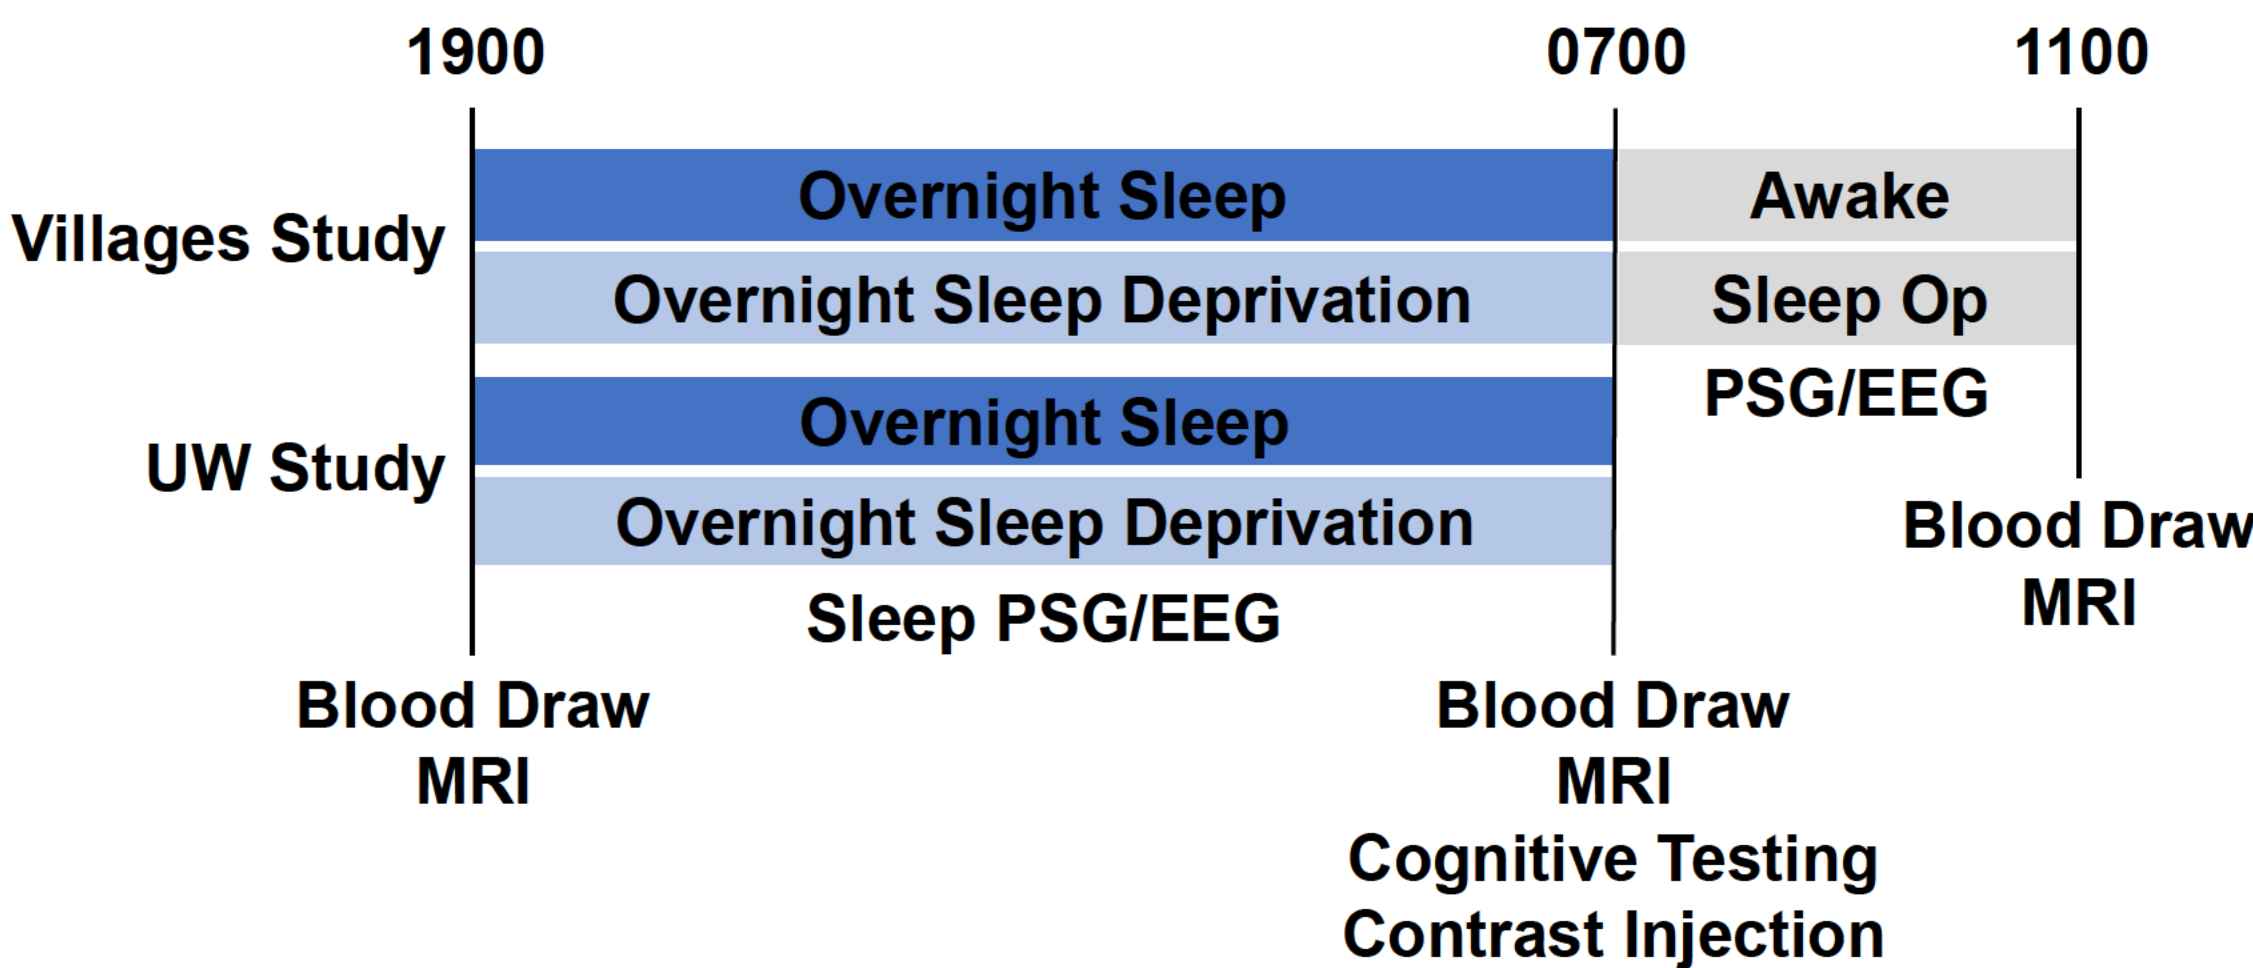 1900
0700
1100
Villages Study
Overnight Sleep
Awake
Overnight Sleep Deprivation
Sleep Op
PSG/EEG
UW Study
Overnight Sleep
Overnight Sleep Deprivation
Sleep PSG/EEG
Blood Draw
MRI
Blood Draw
MRI
Cognitive Testing
Contrast Injection
Blood Draw
MRI